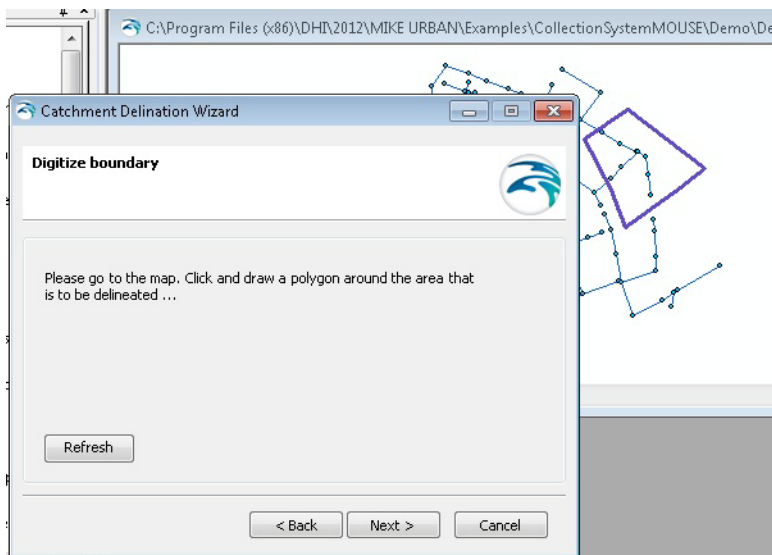 C:\Program Files (x86)\DHI\2012\MIKE URBAN\Examples\CollectionSystemMOUSE\Demo\De
Catchment Delination Wizard
Digitize boundary
Please go to the map. Click and draw a polygon around the area that
is to be delineated ...
Refresh
< Back
Next >
Cancel